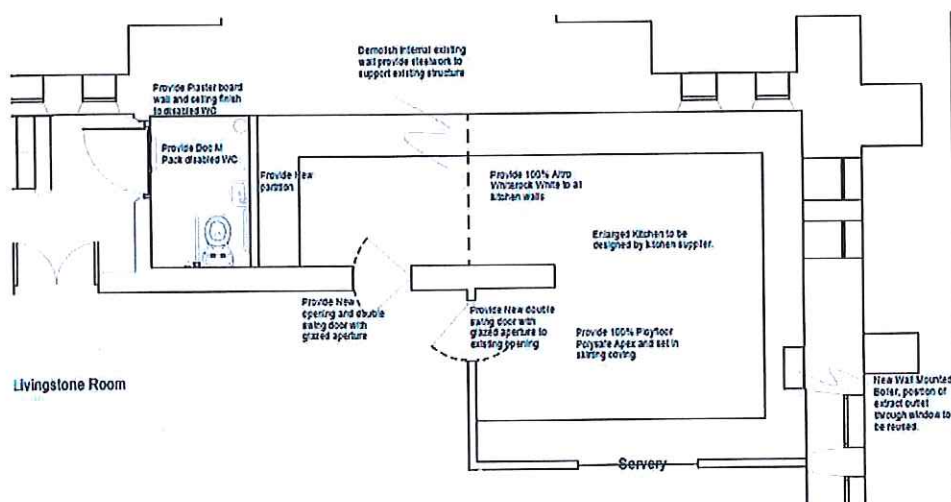 Demolish internal existing
wall provide steelwork to
support existing structure
Provide Plaster board
wall and ceiling finish
to disabled WC
Provide Doc M
Pack disabled WC
Provide New
partition
Provide 100% Altro
Whiterock White to all
kitchen walls
Enlarged Kitchen to be
designed by kitchen supplier.
Provide New
opening and double
swing door with
glazed aperture
Provide New double
swing door with
glazed aperture to
existing opening
Provide 100% Ployfloor
Polysafe Apex and set in
skirting coving
Livingstone Room
New Wall Mounted
Boiler, position of
extract outlet
through window to
be reused.
Servery